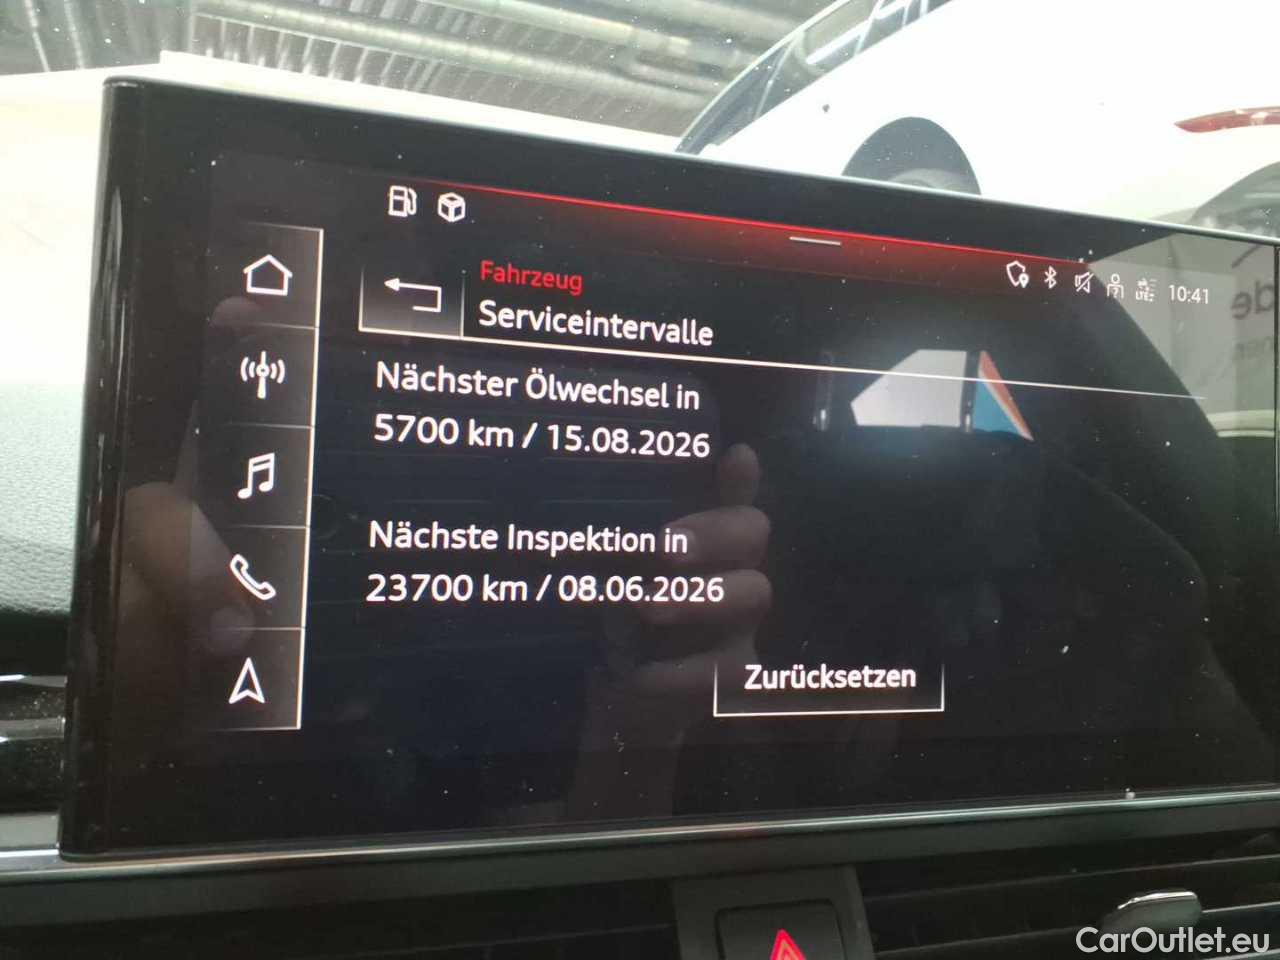 Fahrzeug
Serviceintervalle
LTE
10:41
Nächster Ölwechsel in
5700 km / 15.08.2026
Nächste Inspektion in
23700 km / 08.06.2026
Zurücksetzen
CarOutlet.eu